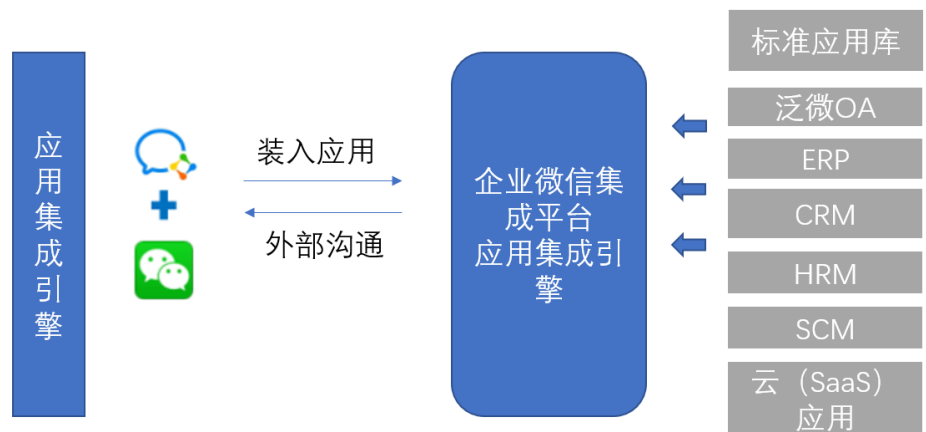 应用集成引擎
装入应用
外部沟通
企业微信集
成平台
应用集成引
擎
标准应用库
泛微OA
ERP
CRM
HRM
SCM
云（SaaS）
应用